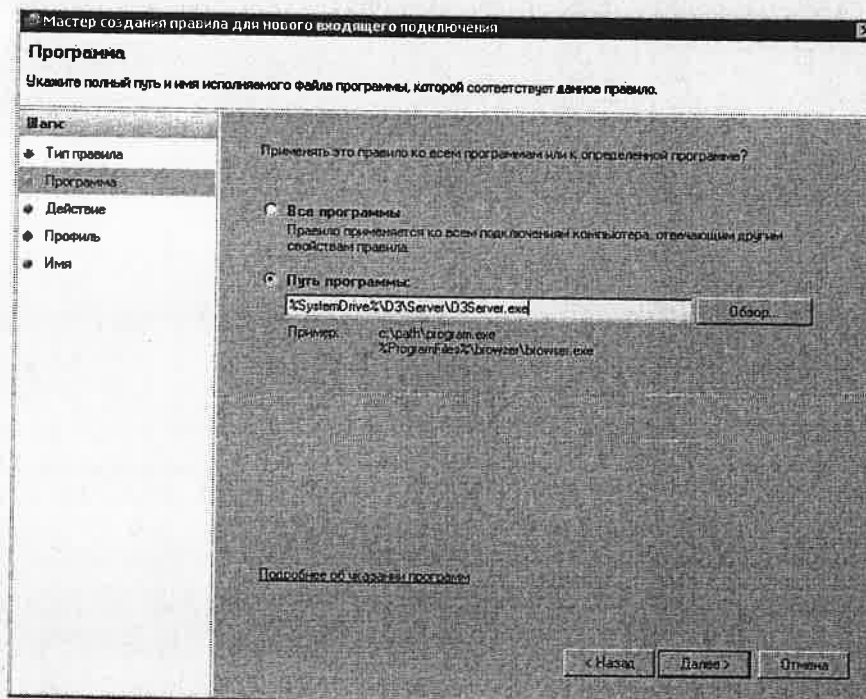 Мастер создания правила для нового входящего подключения
Программа
Укажите полный путь и имя исполняемого файла программы, которой соответствует данное правило.
Шаги:
Тип правила
Программа
Действие
Профиль
Имя
Применять это правило ко всем программам или к определенной программе?
Все программы
Правило применяется ко всем подключениям компьютера, отвечающим другим
свойствам правила.
Путь программы:
%SystemDrive%\D3\Server\D3Server.exe
Обзор...
Пример:
c:\path\program.exe
%ProgramFiles%\browser\browser.exe
Подробнее об указании программ
< Назад
Далее >
Отмена